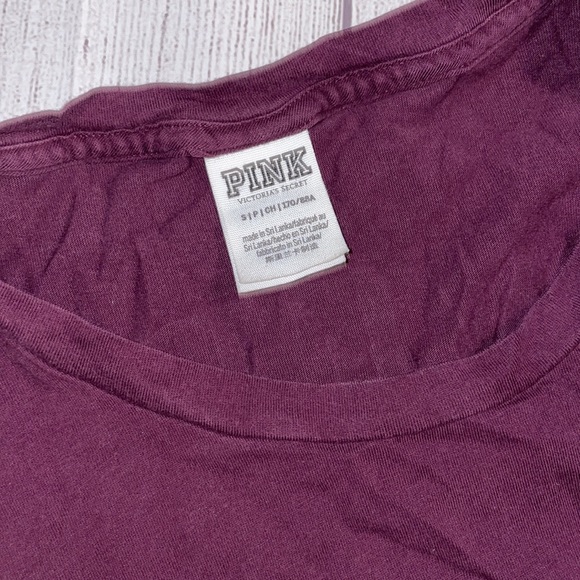 PINK
VICTORIA'S SECRET
S | P | CH | 170/88A
made in Sri Lanka/fabriqué au
Sri Lanka/hecho en Sri Lanka/
fabbricato in Sri Lanka/